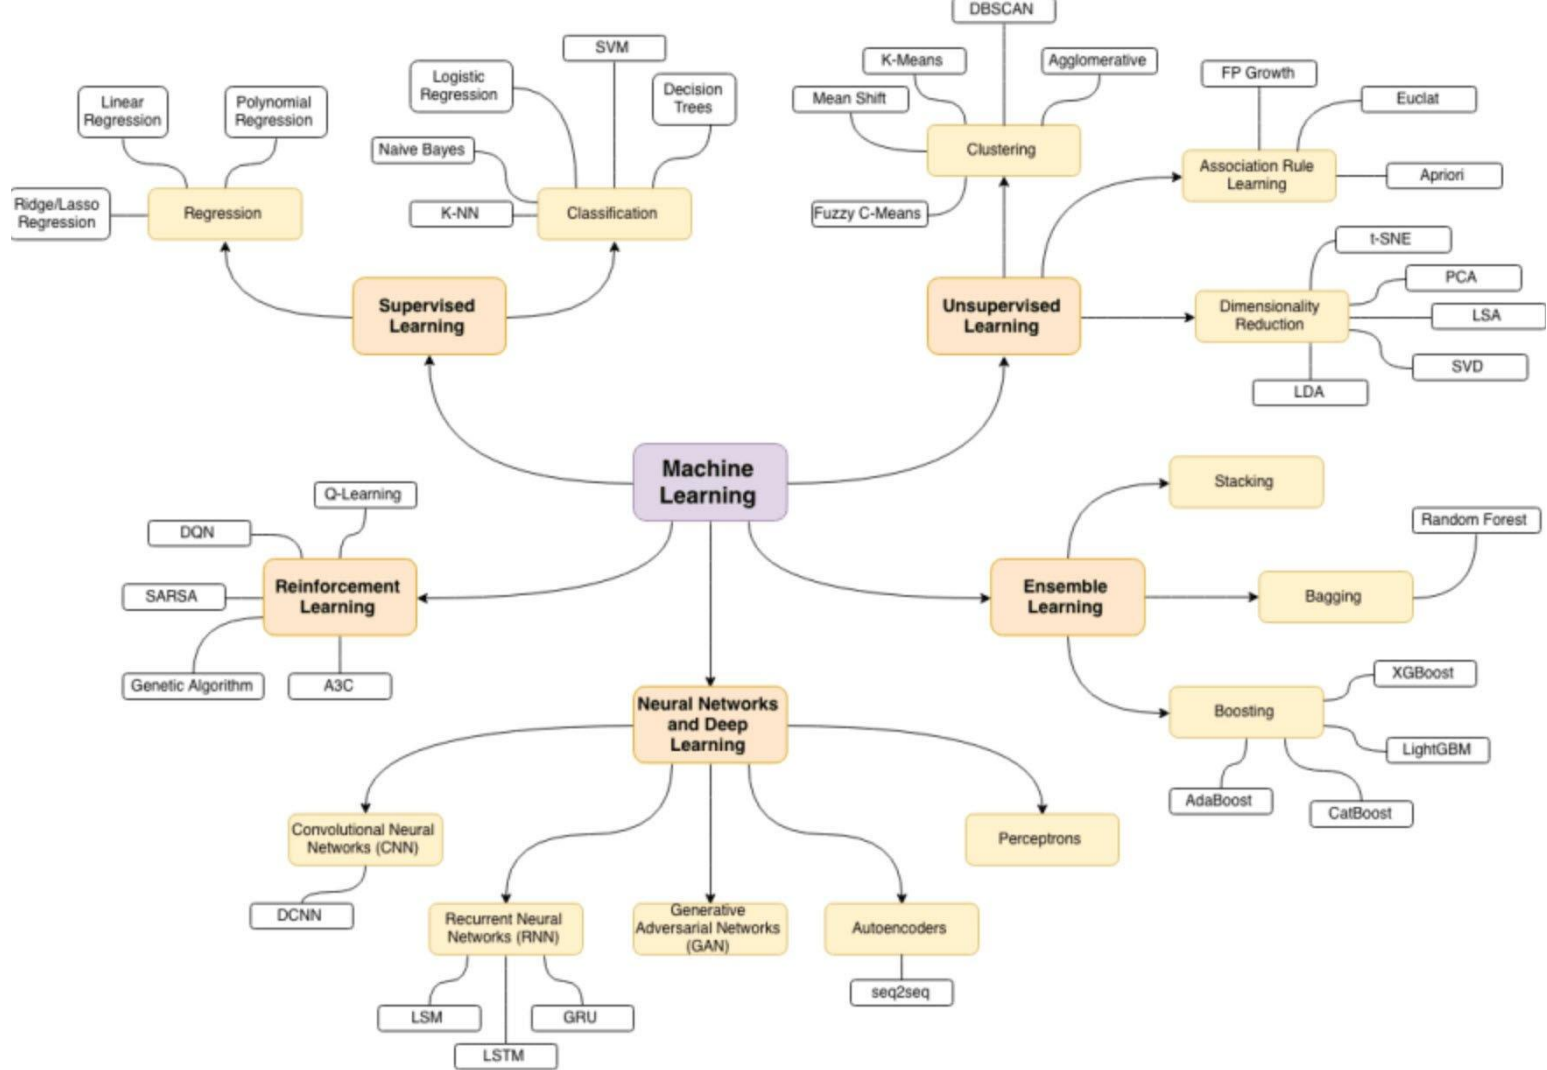 DBSCAN
SVM
K-Means
Agglomerative
Logistic
Regression
FP Growth
Decision
Trees
Mean Shift
Euclat
Linear
Regression
Polynomial
Regression
Naive Bayes
Clustering
Association Rule
Learning
Apriori
Ridge/Lasso
Regression
Regression
K-NN
Classification
Fuzzy C-Means
t-SNE
PCA
Supervised
Learning
Unsupervised
Learning
Dimensionality
Reduction
LSA
SVD
LDA
Machine
Learning
Stacking
Q-Learning
Random Forest
DQN
Reinforcement
Learning
SARSA
Ensemble
Learning
Bagging
Genetic Algorithm
A3C
XGBoost
Neural Networks
and Deep
Learning
Boosting
LightGBM
AdaBoost
CatBoost
Convolutional Neural
Networks (CNN)
Perceptrons
DCNN
Recurrent Neural
Networks (RNN)
Generative
Adversarial Networks
(GAN)
Autoencoders
seq2seq
LSM
GRU
LSTM